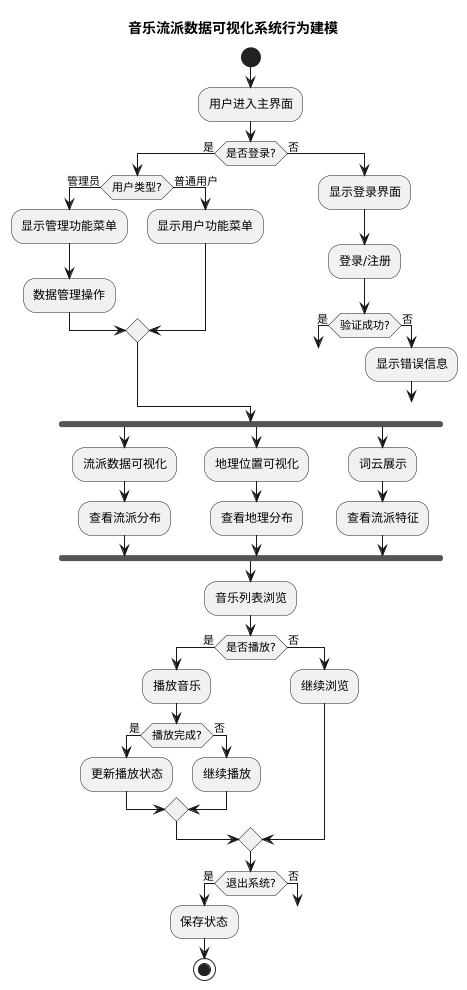 音乐流派数据可视化系统行为建模
用户进入主界面
是 是否登录? 否
管理员 用户类型? 普通用户
显示登录界面
显示管理功能菜单 显示用户功能菜单
登录/注册
数据管理操作
是 验证成功? 否
显示错误信息
流派数据可视化 地理位置可视化 词云展示
查看流派分布 查看地理分布 查看流派特征
音乐列表浏览
是 是否播放? 否
播放音乐 继续浏览
是 播放完成? 否
更新播放状态 继续播放
是 退出系统? 否
保存状态